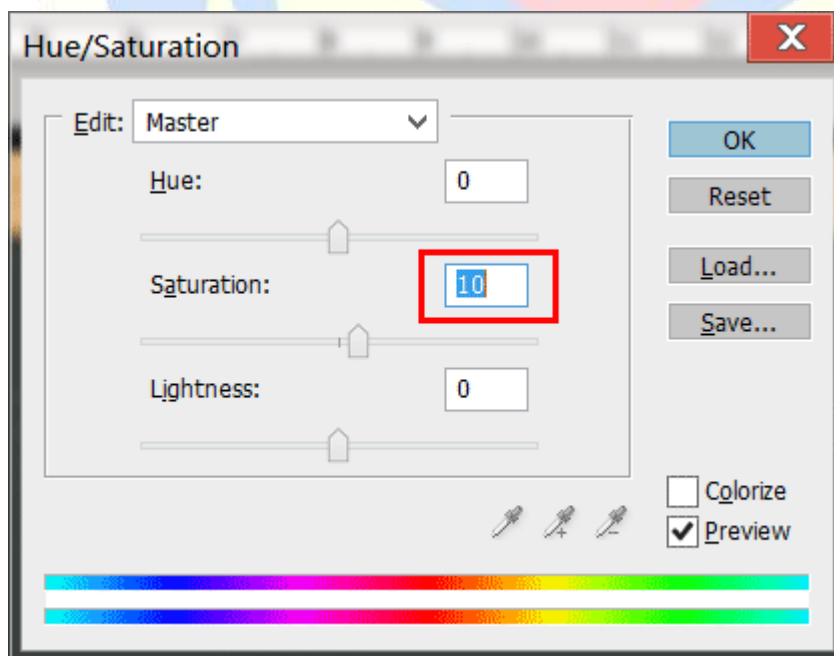 Hue/Saturation
X
Edit: Master
OK
Hue: 0
Reset
Saturation: 10
Load...
Save...
Lightness: 0
Colorize
Preview